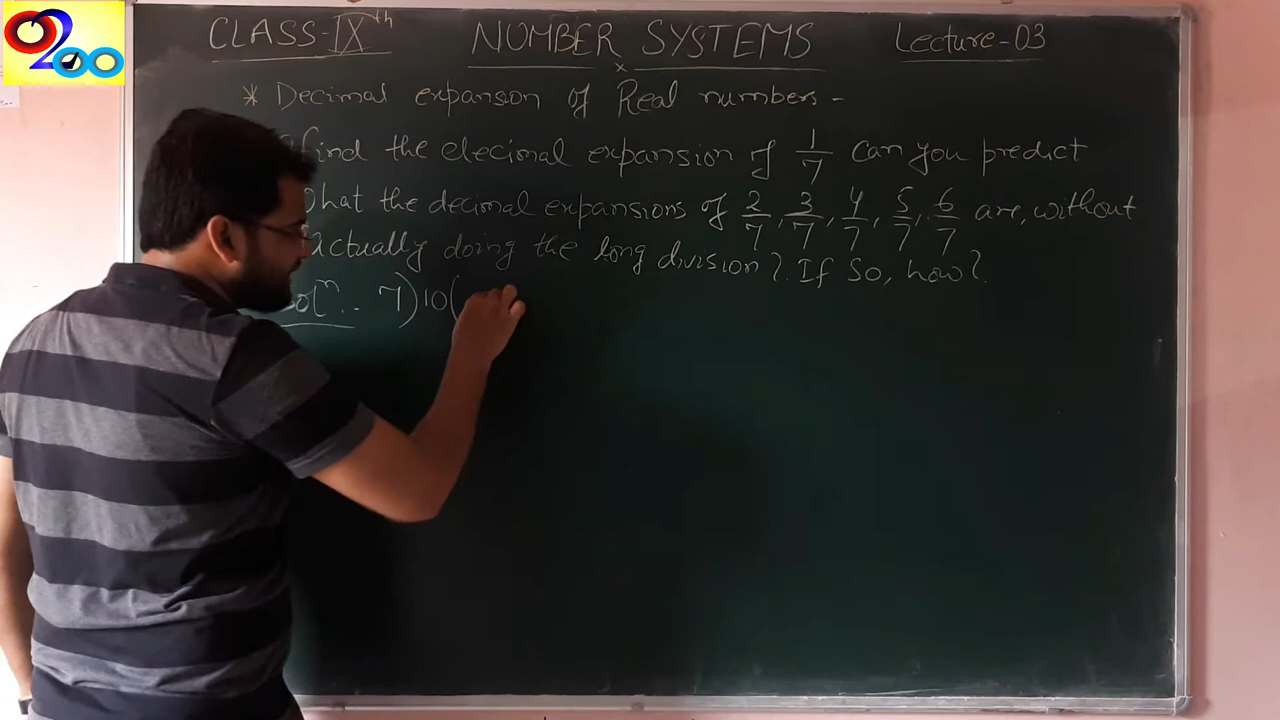 0200
CLASS-IXth NUMBER SYSTEMS Lecture-03
* Decimal expansion of Real numbers:-
find the decimal expansion of 1/7 can you predict
What the decimal expansions of 2/7, 3/7, 4/7, 5/7, 6/7 are, without
actually doing the long division?. If So, how?.
Solⁿ:- 7)10(